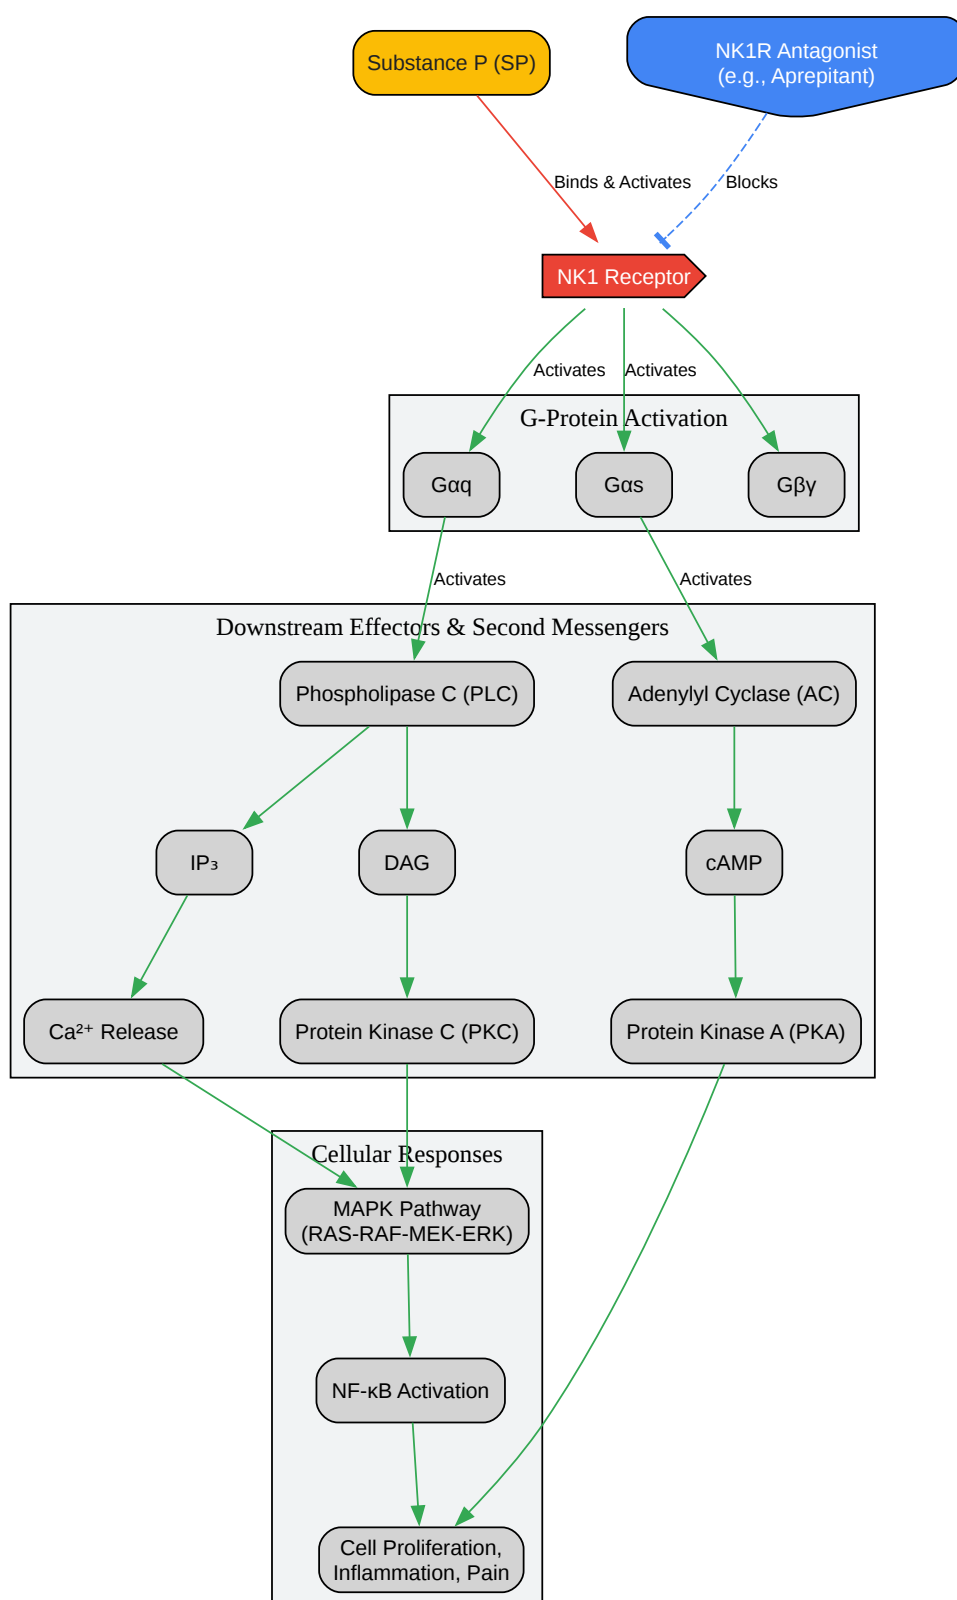 Substance P (SP)
NK1R Antagonist
(e.g., Aprepitant)
Binds & Activates
Blocks
NK1 Receptor
Activates
Activates
G-Protein Activation
Gαq
Gαs
Gβγ
Activates
Activates
Downstream Effectors & Second Messengers
Phospholipase C (PLC)
Adenylyl Cyclase (AC)
IP₃
DAG
cAMP
Ca²⁺ Release
Protein Kinase C (PKC)
Protein Kinase A (PKA)
Cellular Responses
MAPK Pathway
(RAS-RAF-MEK-ERK)
NF-κB Activation
Cell Proliferation,
Inflammation, Pain